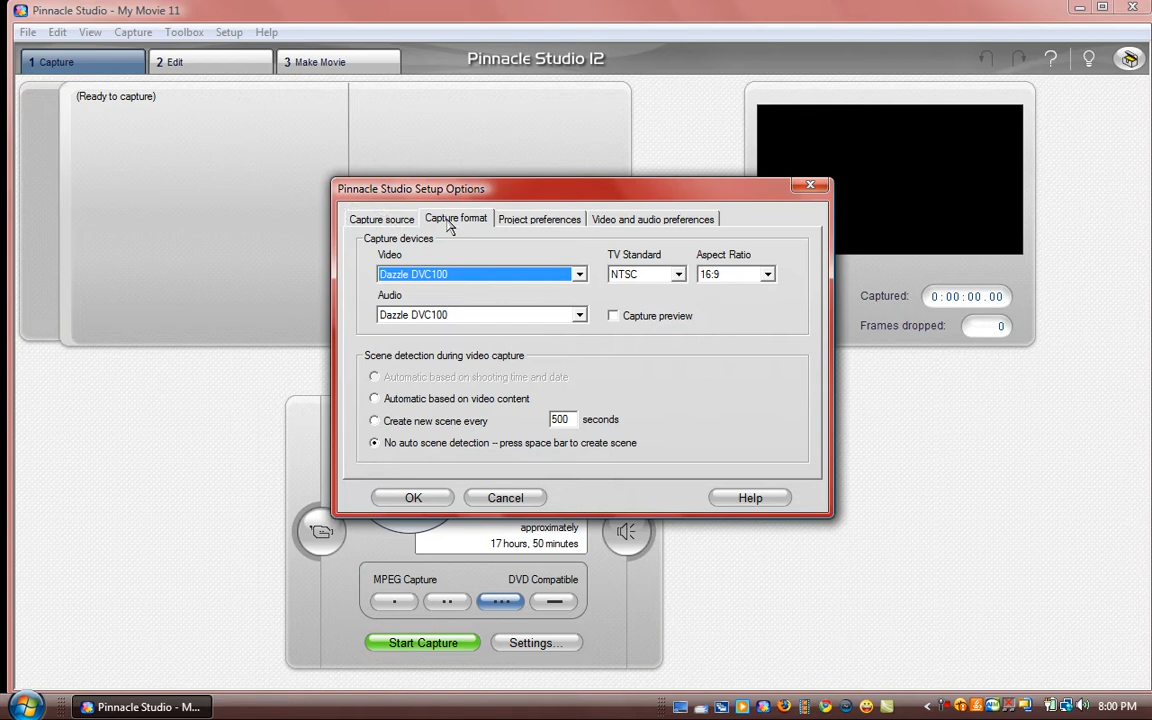 Pinnacle Studio - My Movie 11
File Edit View Capture Toolbox Setup Help
1 Capture 2 Edit 3 Make Movie Pinnacle Studio 12
(Ready to capture)
Pinnacle Studio Setup Options
Capture source Capture format Project preferences Video and audio preferences
Capture devices
Video TV Standard Aspect Ratio
Dazzle DVC100 NTSC 16:9
Audio
Dazzle DVC100 Capture preview
Captured: 0:00:00.00
Frames dropped: 0
Scene detection during video capture
Automatic based on shooting time and date
Automatic based on video content
Create new scene every 500 seconds
No auto scene detection -- press space bar to create scene
OK Cancel Help
approximately
17 hours, 50 minutes
MPEG Capture DVD Compatible
Start Capture Settings...
Pinnacle Studio - M... 8:00 PM